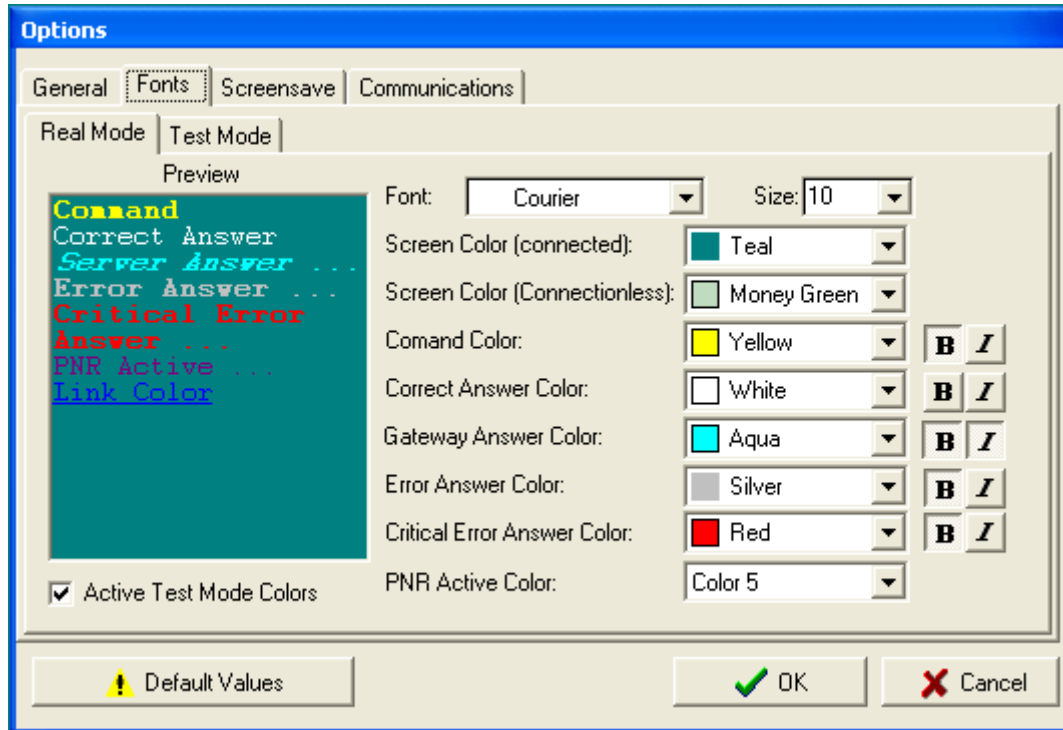 Options
General Fonts Screensave Communications
Real Mode Test Mode
Preview
Command
Correct Answer
Server Answer ...
Error Answer ...
Critical Error
Answer ...
PNR Active ...
Link Color
Active Test Mode Colors
Font: Courier Size: 10
Screen Color (connected): Teal
Screen Color (Connectionless): Money Green
Comand Color: Yellow B I
Correct Answer Color: White B I
Gateway Answer Color: Aqua B I
Error Answer Color: Silver B I
Critical Error Answer Color: Red B I
PNR Active Color: Color 5
Default Values OK Cancel